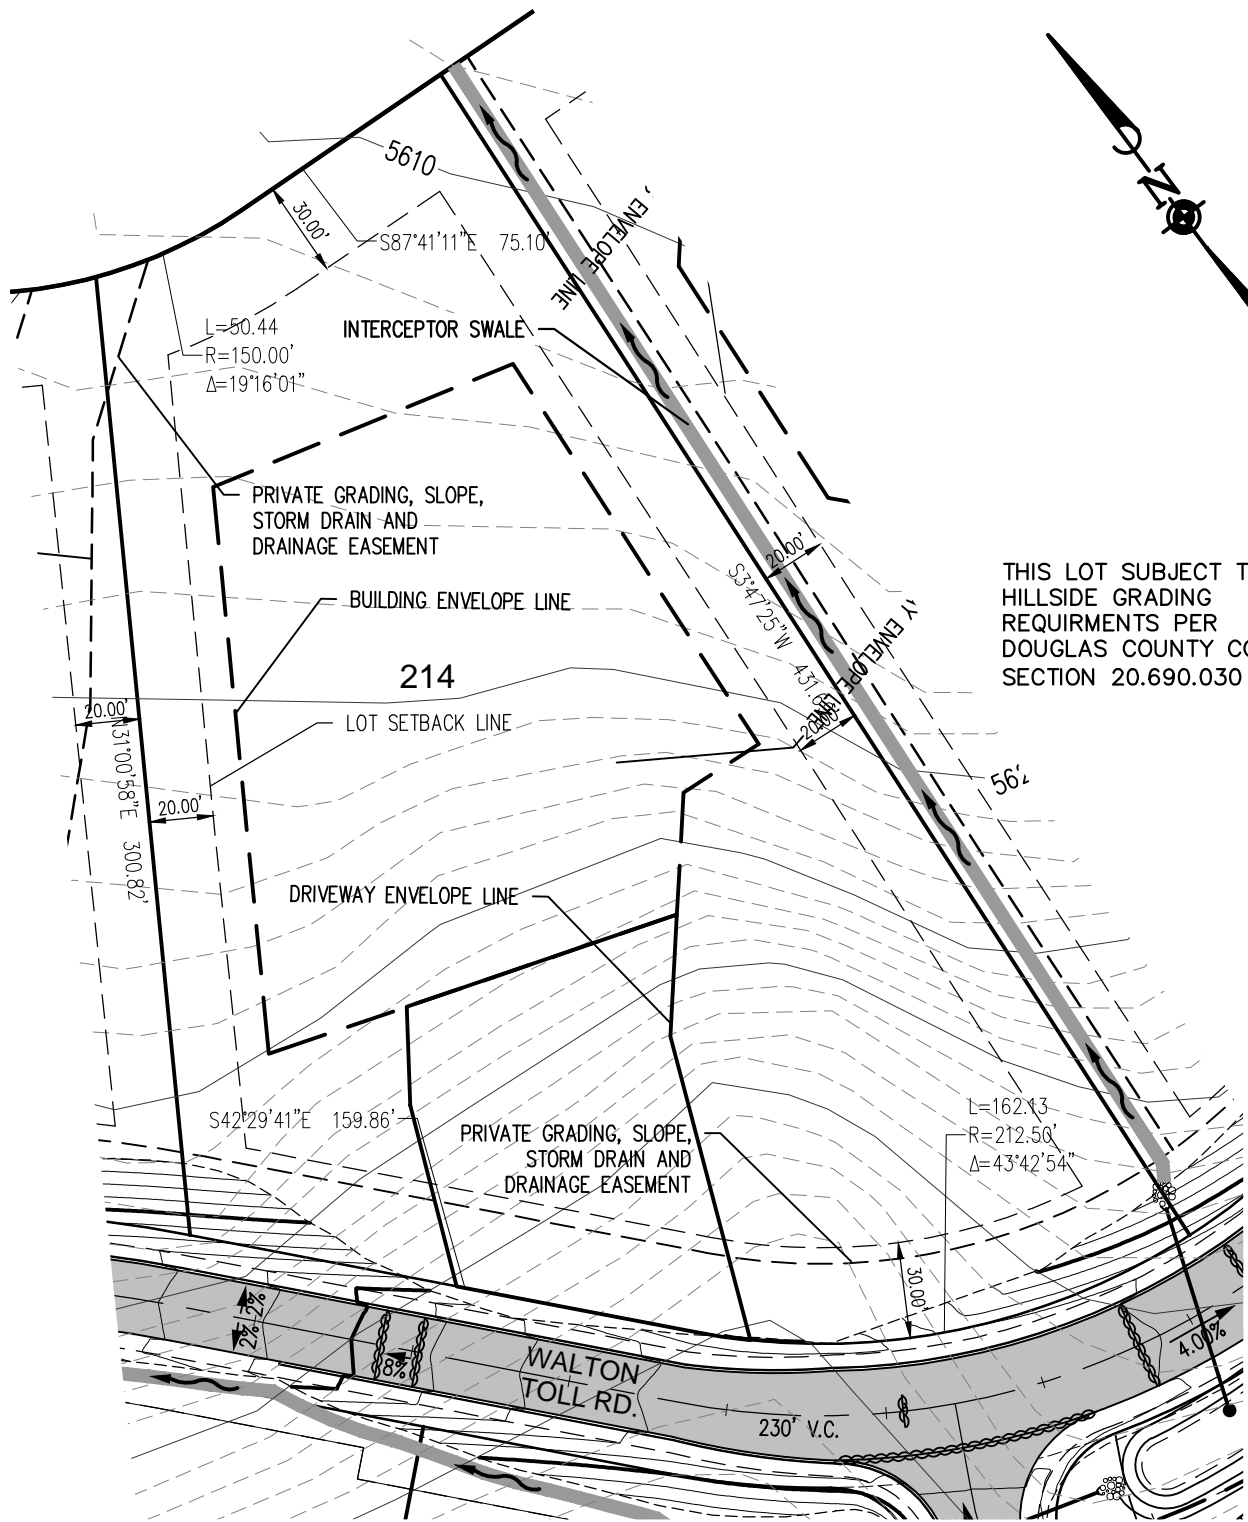 5610
30.00'
S87°41'11"E 75.10'
ENVELOPE
LINE
N
L=50.44
R=150.00'
Δ=19°16'01"
INTERCEPTOR SWALE
PRIVATE GRADING, SLOPE,
STORM DRAIN AND
DRAINAGE EASEMENT
20.00'
S3°47'25"W
THIS LOT SUBJECT T
HILLSIDE GRADING
REQUIRMENTS PER
DOUGLAS COUNTY CO
SECTION 20.690.030
BUILDING ENVELOPE LINE
Y ENVELOPE
LINE
214
20.00'
LOT SETBACK LINE
20.00'
N31°00'58"E 300.82'
562
20.00'
DRIVEWAY ENVELOPE LINE
S42°29'41"E 159.86'
PRIVATE GRADING, SLOPE,
STORM DRAIN AND
DRAINAGE EASEMENT
L=162.13
R=212.50'
Δ=43°42'54"
30.00'
2%
2%
8%
WALTON
TOLL RD.
4.00%
230' V.C.